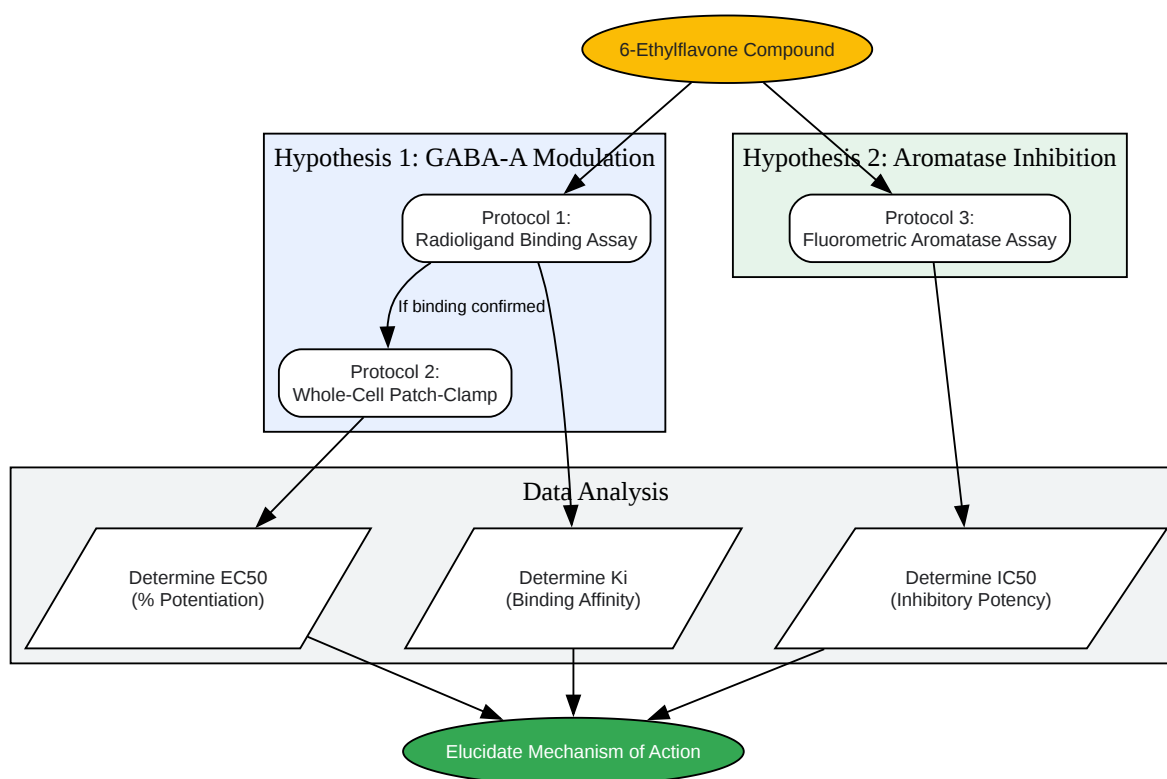 6-Ethylflavone Compound
Hypothesis 1: GABA-A Modulation
Hypothesis 2: Aromatase Inhibition
Protocol 1:
Radioligand Binding Assay
Protocol 3:
Fluorometric Aromatase Assay
If binding confirmed
Protocol 2:
Whole-Cell Patch-Clamp
Data Analysis
Determine EC50
(% Potentiation)
Determine Ki
(Binding Affinity)
Determine IC50
(Inhibitory Potency)
Elucidate Mechanism of Action